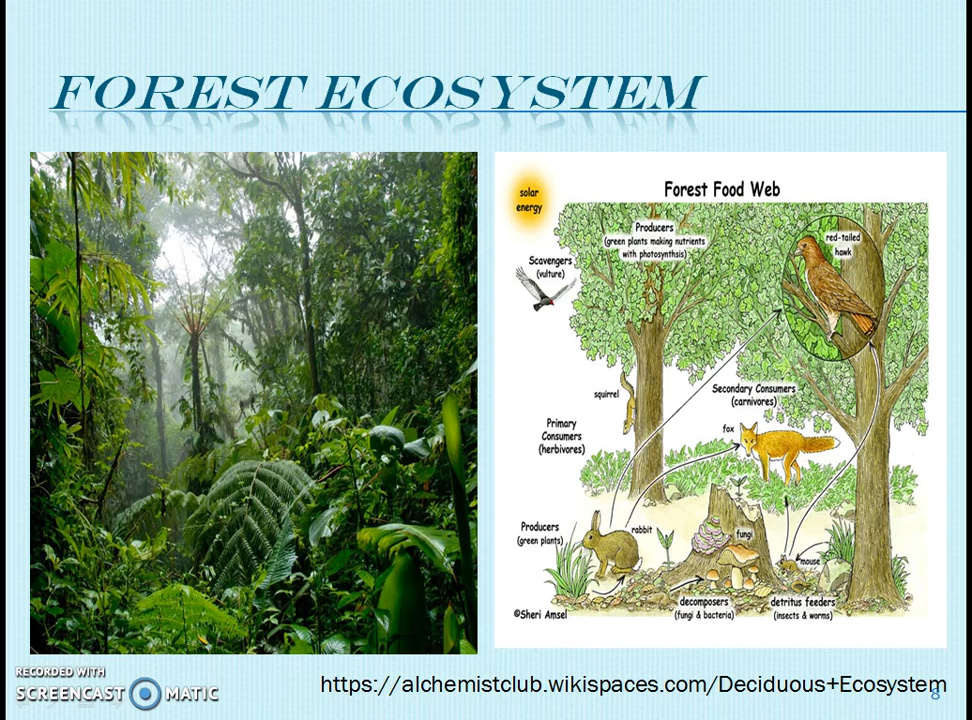 FOREST ECOSYSTEM
Forest Food Web
solar
energy
Producers
(green plants making nutrients
with photosynthsis)
red-tailed
hawk
Scavengers
(vulture)
squirrel
Secondary Consumers
(carnivores)
Primary
Consumers
(herbivores)
fox
Producers
(green plants)
rabbit
fungi
mouse
©Sheri Amsel
decomposers
(fungi & bacteria)
detritus feeders
(insects & worms)
RECORDED WITH
SCREENCAST MATIC
https://alchemistclub.wikispaces.com/Deciduous+Ecosystem
8